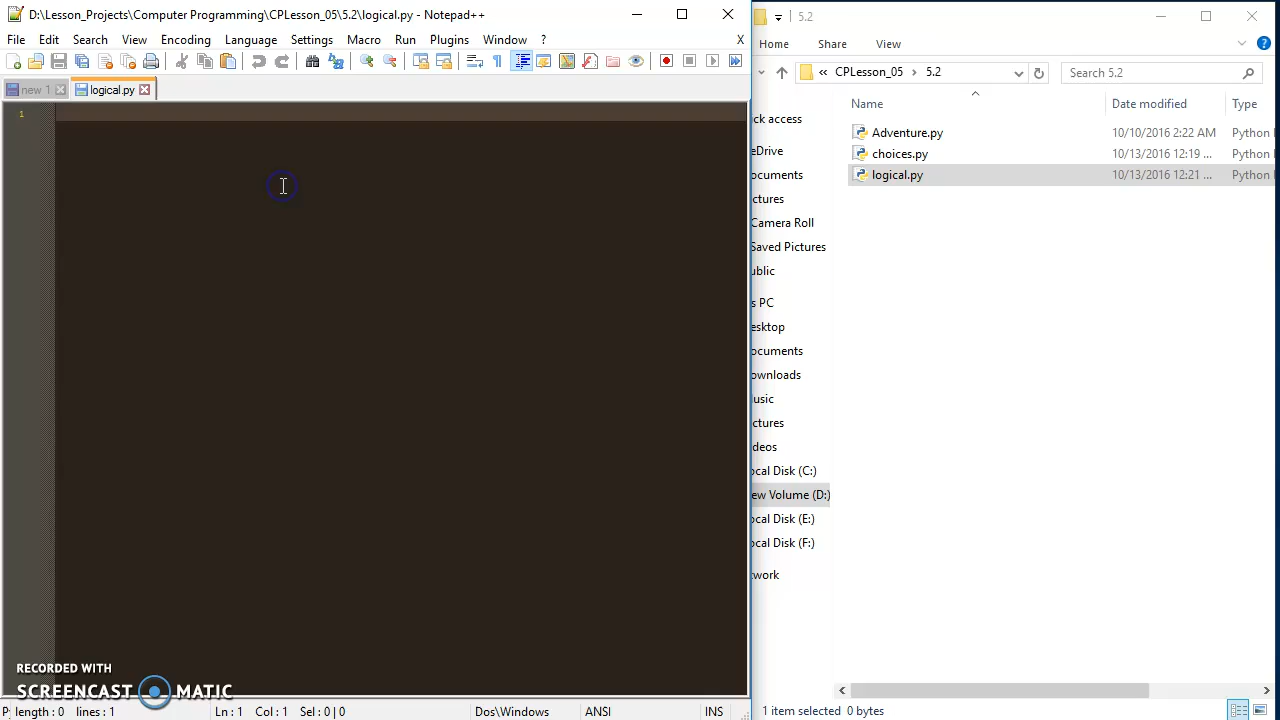 D:\Lesson_Projects\Computer Programming\CPLesson_05\5.2\logical.py - Notepad++
File Edit Search View Encoding Language Settings Macro Run Plugins Window ? X
new 1 logical.py
1
RECORDED WITH
SCREENCAST MATIC
P: length: 0 lines: 1 Ln: 1 Col: 1 Sel: 0 | 0 Dos\Windows ANSI INS
5.2
Home Share View
« CPLesson_05 › 5.2 Search 5.2
Name Date modified Type
Adventure.py 10/10/2016 2:22 AM Python
choices.py 10/13/2016 12:19 ... Python
logical.py 10/13/2016 12:21 ... Python
ck access
eDrive
ocuments
ctures
Camera Roll
Saved Pictures
ublic
s PC
esktop
ocuments
ownloads
usic
ctures
deos
ocal Disk (C:)
ew Volume (D:)
ocal Disk (E:)
ocal Disk (F:)
twork
1 item selected 0 bytes